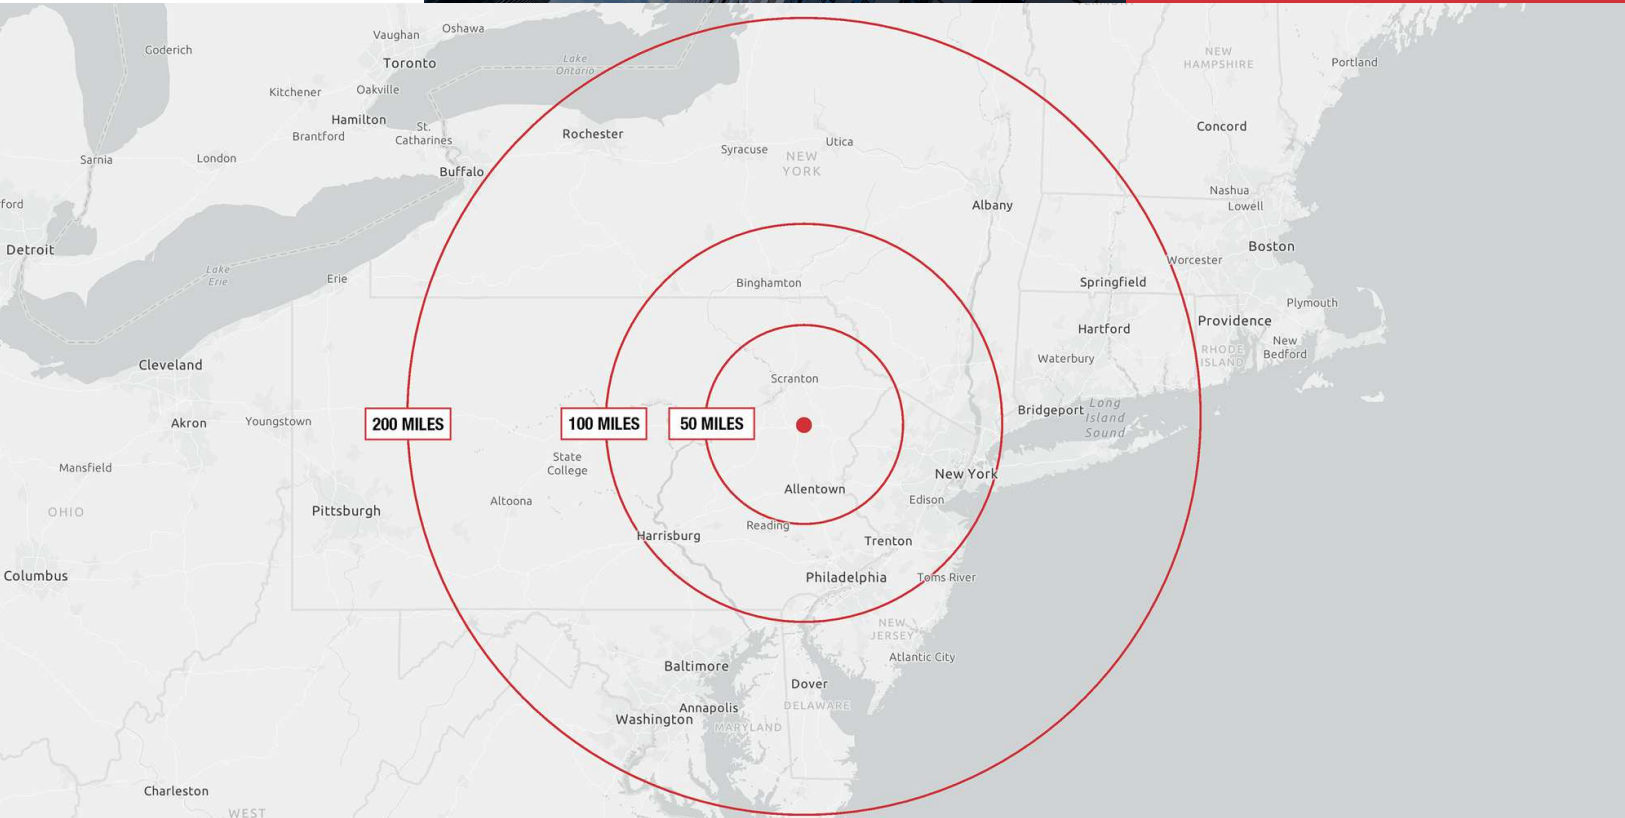 Oshawa
Vaughan
Goderich
Toronto
Lake
Ontario
NEW
HAMPSHIRE
Portland
Kitchener
Oakville
Hamilton
Brantford
St.
Catharines
Rochester
Concord
Utica
Syracuse
NEW
YORK
Sarnia
London
Buffalo
Nashua
Lowell
ford
Albany
Detroit
Boston
Worcester
Lake
Erie
Erie
Binghamton
Springfield
Plymouth
Providence
Hartford
New
Bedford
RHODE
ISLAND
Waterbury
Cleveland
Scranton
Bridgeport
Long
Island
Sound
Akron
Youngstown
200 MILES
100 MILES
50 MILES
State
College
Mansfield
New York
Allentown
Edison
Altoona
OHIO
Pittsburgh
Reading
Harrisburg
Trenton
Columbus
Philadelphia
Toms River
NEW
JERSEY
Atlantic City
Baltimore
Dover
DELAWARE
Annapolis
Washington
MARYLAND
Charleston
WEST